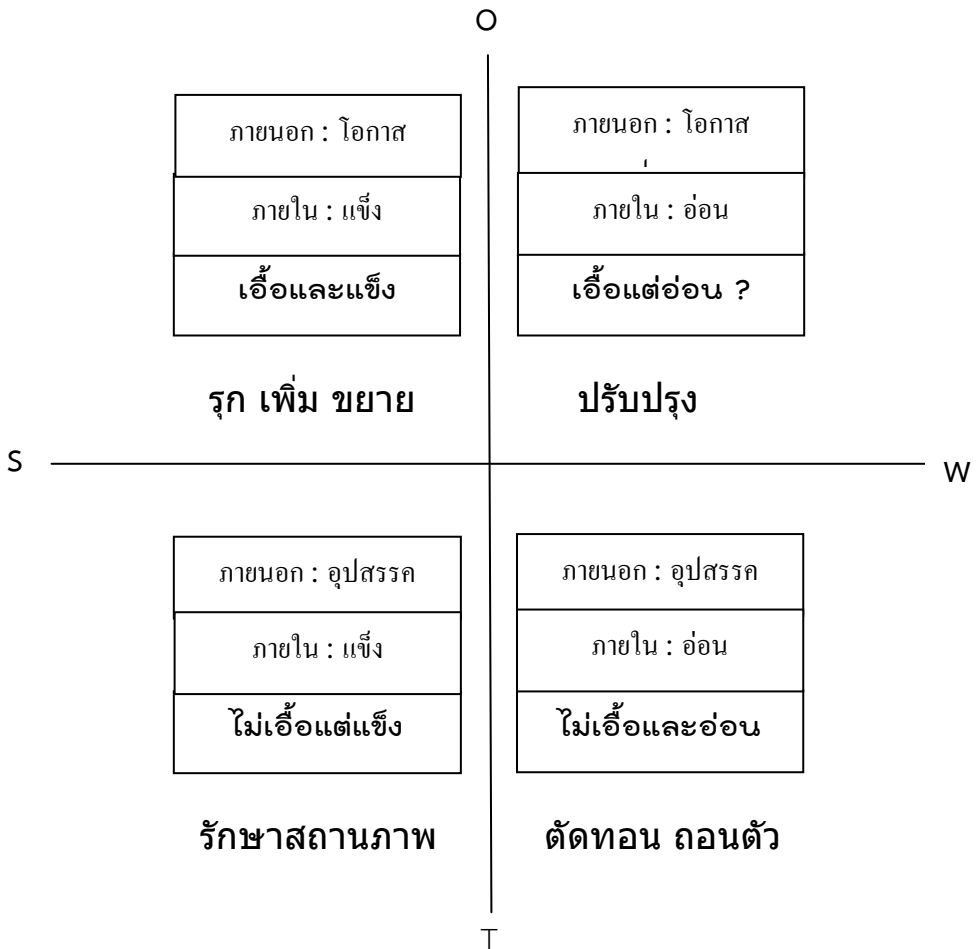 O
ภายนอก : โอกาส
ภายใน : แข็ง
เอื้อและแข็ง
รุก เพิ่ม ขยาย
ภายนอก : โอกาส
ภายใน : อ่อน
เอื้อแต่อ่อน ?
ปรับปรุง
S
W
ภายนอก : อุปสรรค
ภายใน : แข็ง
ไม่เอื้อแต่แข็ง
รักษาสถานภาพ
ภายนอก : อุปสรรค
ภายใน : อ่อน
ไม่เอื้อและอ่อน
ตัดทอน ถอนตัว
T